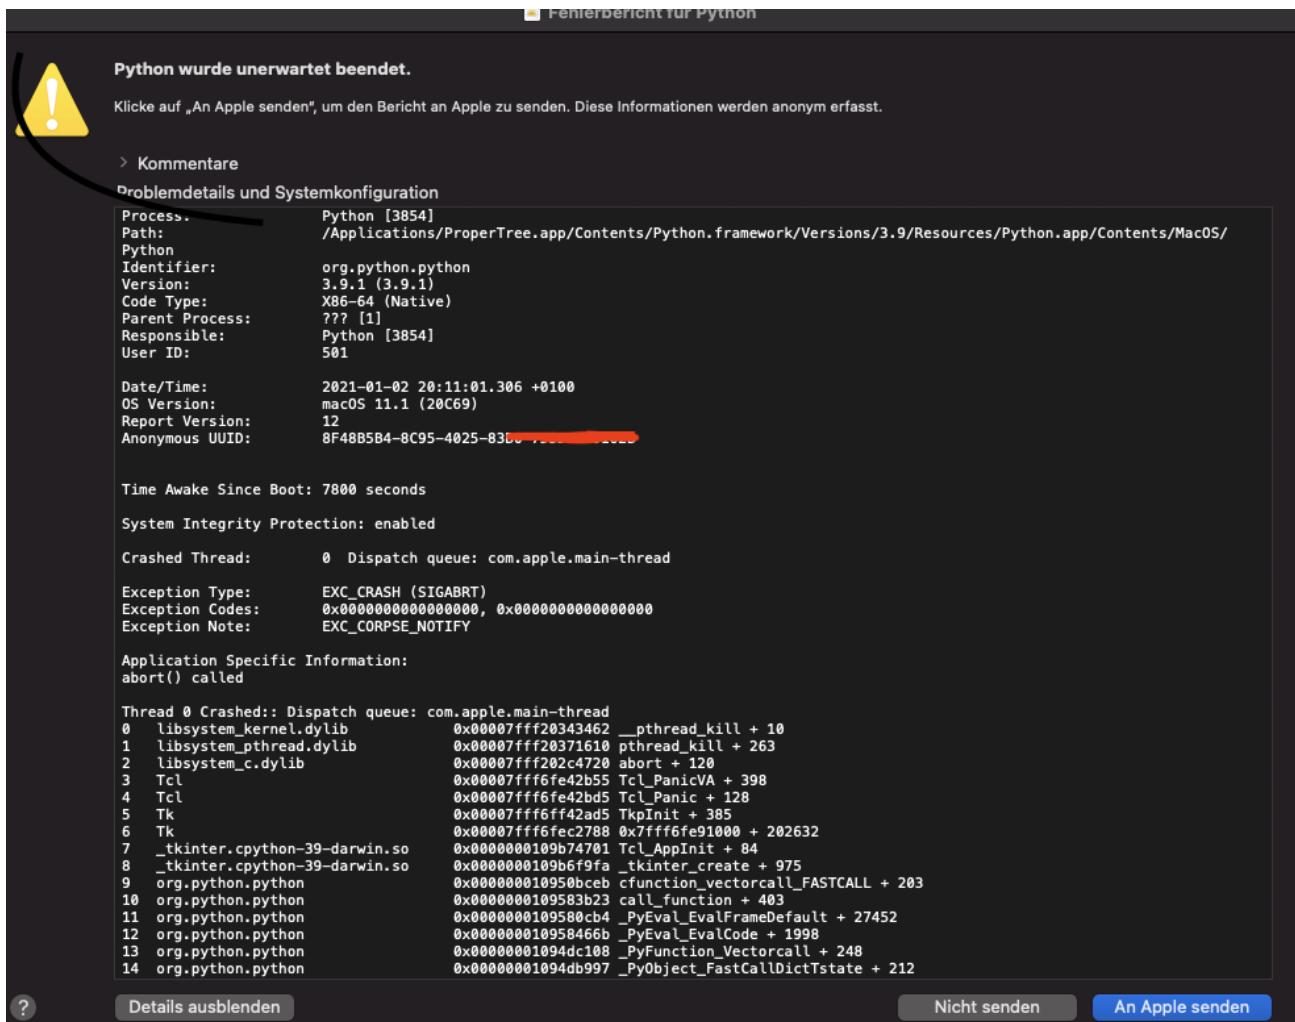 Fehlerbericht für Python
Python wurde unerwartet beendet.
Klicke auf „An Apple senden“, um den Bericht an Apple zu senden. Diese Informationen werden anonym erfasst.
Kommentare
Problemdetails und Systemkonfiguration
Process: Python [3854]
Path: /Applications/ProperTree.app/Contents/Python.framework/Versions/3.9/Resources/Python.app/Contents/MacOS/
Python
Identifier: org.python.python
Version: 3.9.1 (3.9.1)
Code Type: X86-64 (Native)
Parent Process: ??? [1]
Responsible: Python [3854]
User ID: 501
Date/Time: 2021-01-02 20:11:01.306 +0100
OS Version: macOS 11.1 (20C69)
Report Version: 12
Anonymous UUID: 8F48B5B4-8C95-4025-83
Time Awake Since Boot: 7800 seconds
System Integrity Protection: enabled
Crashed Thread: 0 Dispatch queue: com.apple.main-thread
Exception Type: EXC_CRASH (SIGABRT)
Exception Codes: 0x0000000000000000, 0x0000000000000000
Exception Note: EXC_CORPSE_NOTIFY
Application Specific Information:
abort() called
Thread 0 Crashed:: Dispatch queue: com.apple.main-thread
0 libsystem_kernel.dylib 0x00007fff20343462 __pthread_kill + 10
1 libsystem_pthread.dylib 0x00007fff20371610 pthread_kill + 263
2 libsystem_c.dylib 0x00007fff202c4720 abort + 120
3 Tcl 0x00007fff6fe42b55 Tcl_PanicVA + 398
4 Tcl 0x00007fff6fe42bd5 Tcl_Panic + 128
5 Tk 0x00007fff6ff42ad5 TkpInit + 385
6 Tk 0x00007fff6fec2788 0x7fff6fe91000 + 202632
7 _tkinter.cpython-39-darwin.so 0x0000000109b74701 Tcl_AppInit + 84
8 _tkinter.cpython-39-darwin.so 0x0000000109b6f9fa _tkinter_create + 975
9 org.python.python 0x000000010950bceb cfunction_vectorcall_FASTCALL + 203
10 org.python.python 0x0000000109583b23 call_function + 403
11 org.python.python 0x0000000109580cb4 _PyEval_EvalFrameDefault + 27452
12 org.python.python 0x000000010958466b _PyEval_EvalCode + 1998
13 org.python.python 0x00000001094dc108 _PyFunction_Vectorcall + 248
14 org.python.python 0x00000001094db997 _PyObject_FastCallDictTstate + 212
?
Details ausblenden
Nicht senden
An Apple senden